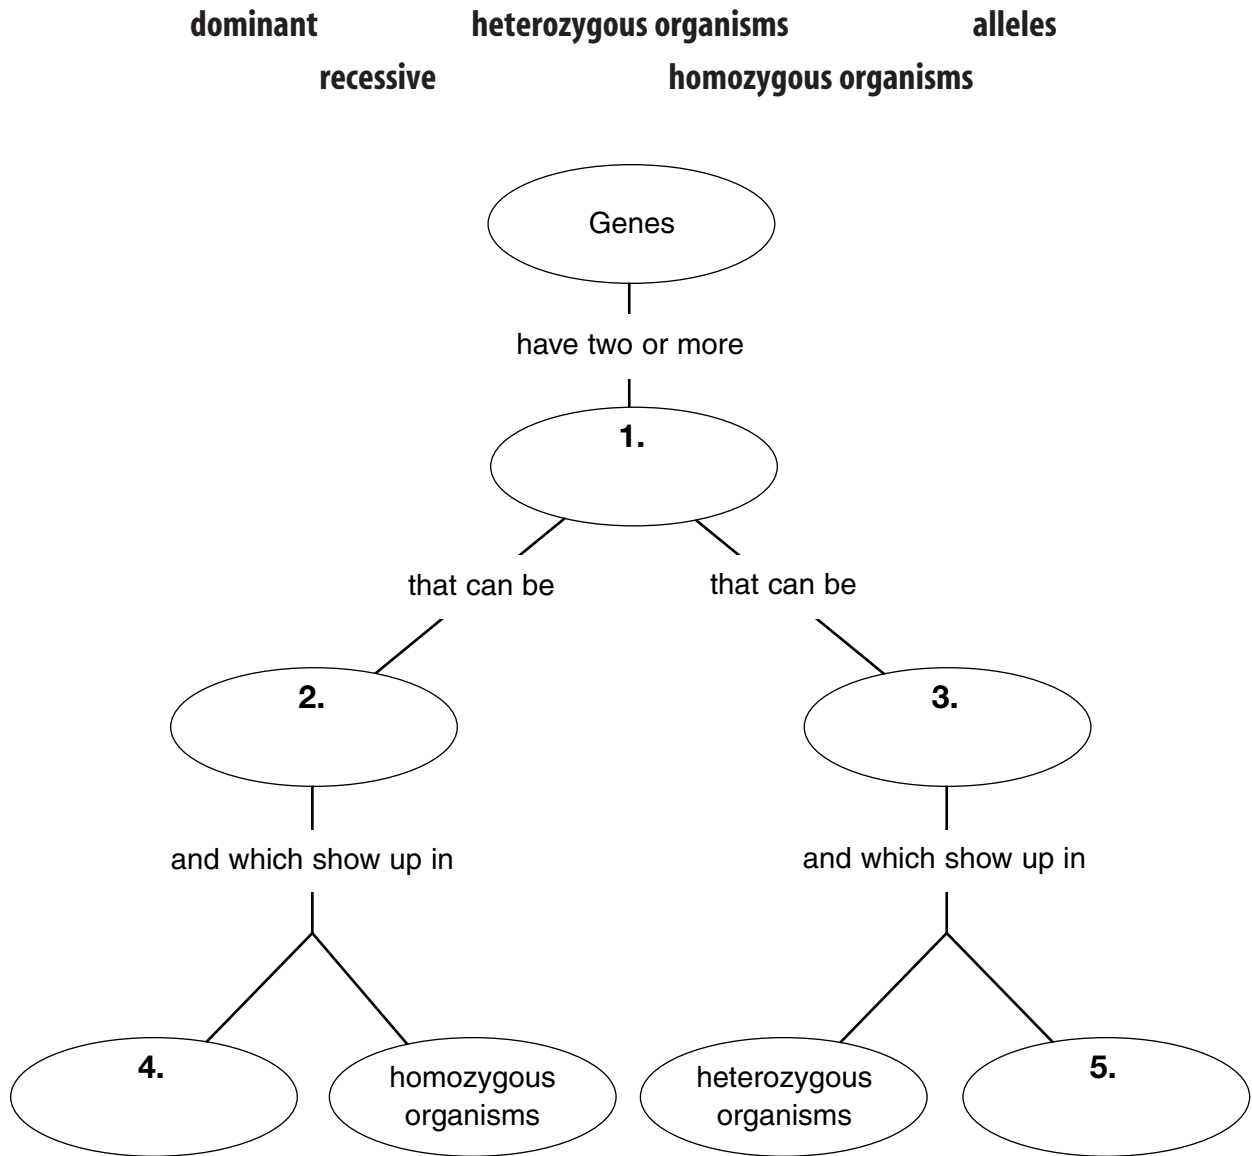 dominant heterozygous organisms alleles
recessive homozygous organisms
Genes
have two or more
1.
that can be that can be
2. 3.
and which show up in and which show up in
4. homozygous heterozygous 5.
organisms organisms